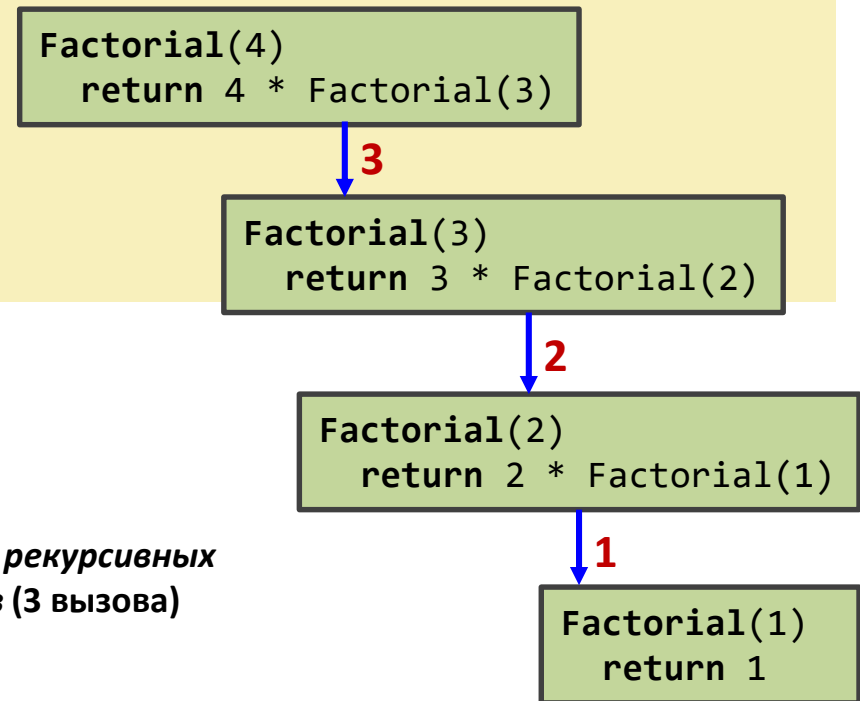 Factorial(4)
return 4 * Factorial(3)
3
Factorial(3)
return 3 * Factorial(2)
2
Factorial(2)
return 2 * Factorial(1)
1
рекурсивных
(3 вызова)
Factorial(1)
return 1